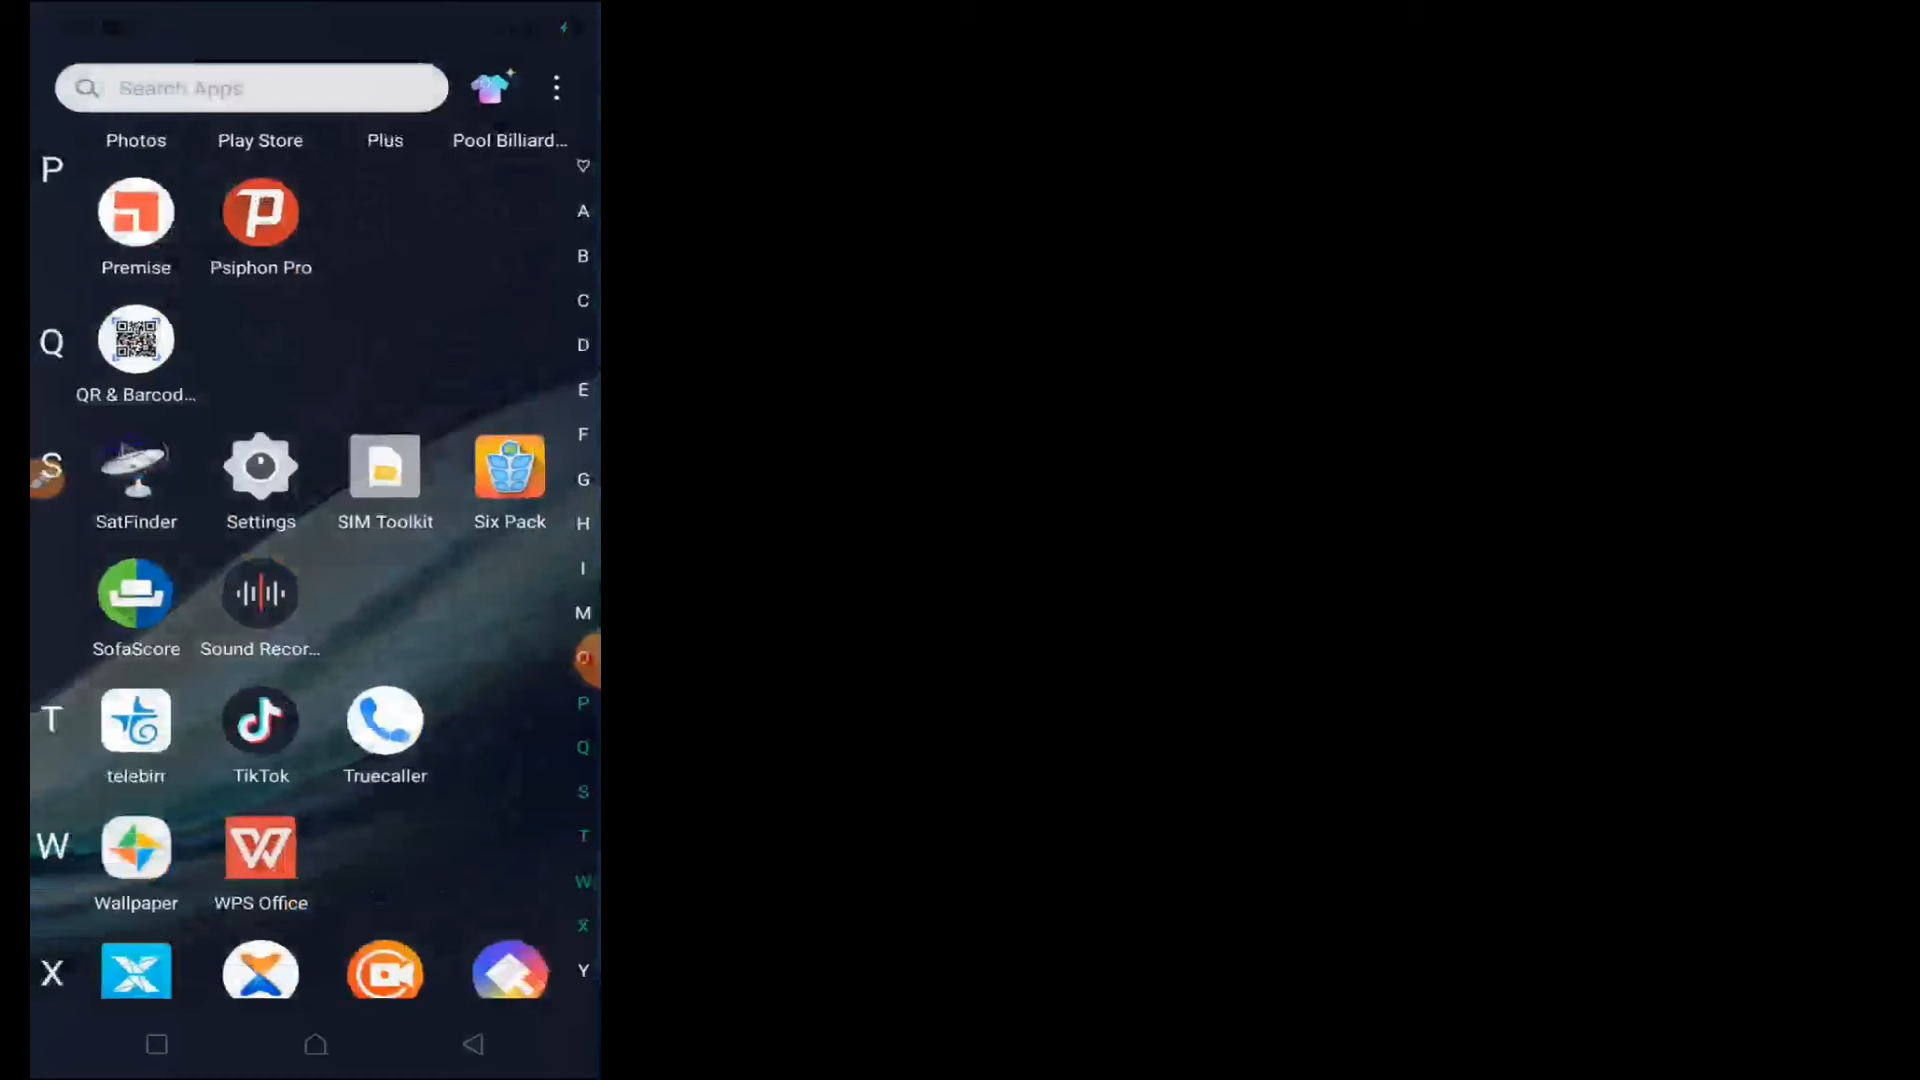 Search Apps
Photos Play Store Plus Pool Billiard...
P
Premise Psiphon Pro
Q
QR & Barcod...
S
SatFinder Settings SIM Toolkit Six Pack
SofaScore Sound Recor...
T
telebirr TikTok Truecaller
W
Wallpaper WPS Office
X
A
B
C
D
E
F
G
H
I
M
O
P
Q
S
T
W
X
Y